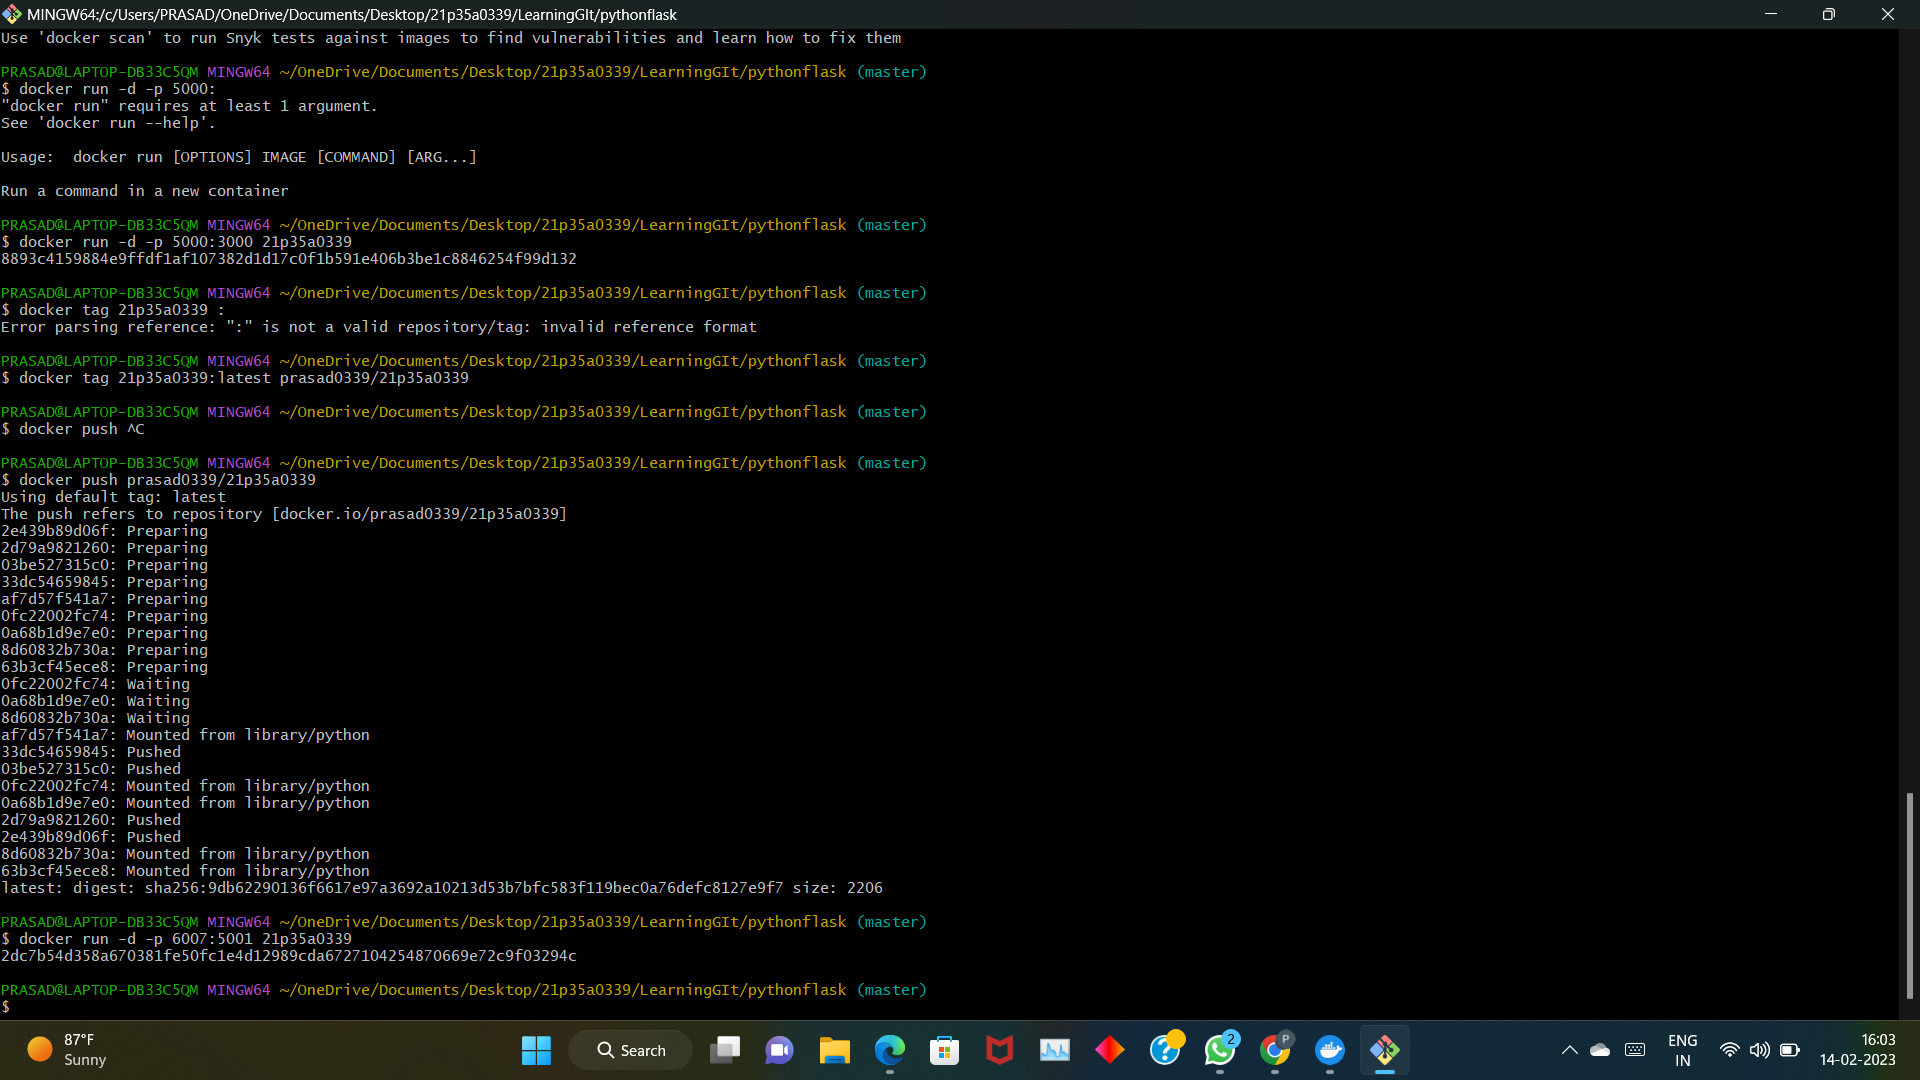 MINGW64:/c/Users/PRASAD/OneDrive/Documents/Desktop/21p35a0339/LearningGIt/pythonflask
Use 'docker scan' to run Snyk tests against images to find vulnerabilities and learn how to fix them
PRASAD@LAPTOP-DB33C5QM MINGW64 ~/OneDrive/Documents/Desktop/21p35a0339/LearningGIt/pythonflask (master)
$ docker run -d -p 5000:
"docker run" requires at least 1 argument.
See 'docker run --help'.
Usage:  docker run [OPTIONS] IMAGE [COMMAND] [ARG...]
Run a command in a new container
PRASAD@LAPTOP-DB33C5QM MINGW64 ~/OneDrive/Documents/Desktop/21p35a0339/LearningGIt/pythonflask (master)
$ docker run -d -p 5000:3000 21p35a0339
8893c4159884e9ffdf1af107382d1d17c0f1b591e406b3be1c8846254f99d132
PRASAD@LAPTOP-DB33C5QM MINGW64 ~/OneDrive/Documents/Desktop/21p35a0339/LearningGIt/pythonflask (master)
$ docker tag 21p35a0339 :
Error parsing reference: ":" is not a valid repository/tag: invalid reference format
PRASAD@LAPTOP-DB33C5QM MINGW64 ~/OneDrive/Documents/Desktop/21p35a0339/LearningGIt/pythonflask (master)
$ docker tag 21p35a0339:latest prasad0339/21p35a0339
PRASAD@LAPTOP-DB33C5QM MINGW64 ~/OneDrive/Documents/Desktop/21p35a0339/LearningGIt/pythonflask (master)
$ docker push ^C
PRASAD@LAPTOP-DB33C5QM MINGW64 ~/OneDrive/Documents/Desktop/21p35a0339/LearningGIt/pythonflask (master)
$ docker push prasad0339/21p35a0339
Using default tag: latest
The push refers to repository [docker.io/prasad0339/21p35a0339]
2e439b89d06f: Preparing
2d79a9821260: Preparing
03be527315c0: Preparing
33dc54659845: Preparing
af7d57f541a7: Preparing
0fc22002fc74: Preparing
0a68b1d9e7e0: Preparing
8d60832b730a: Preparing
63b3cf45ece8: Preparing
0fc22002fc74: Waiting
0a68b1d9e7e0: Waiting
8d60832b730a: Waiting
af7d57f541a7: Mounted from library/python
33dc54659845: Pushed
03be527315c0: Pushed
0fc22002fc74: Mounted from library/python
0a68b1d9e7e0: Mounted from library/python
2d79a9821260: Pushed
2e439b89d06f: Pushed
8d60832b730a: Mounted from library/python
63b3cf45ece8: Mounted from library/python
latest: digest: sha256:9db62290136f6617e97a3692a10213d53b7bfc583f119bec0a76defc8127e9f7 size: 2206
PRASAD@LAPTOP-DB33C5QM MINGW64 ~/OneDrive/Documents/Desktop/21p35a0339/LearningGIt/pythonflask (master)
$ docker run -d -p 6007:5001 21p35a0339
2dc7b54d358a670381fe50fc1e4d12989cda6727104254870669e72c9f03294c
PRASAD@LAPTOP-DB33C5QM MINGW64 ~/OneDrive/Documents/Desktop/21p35a0339/LearningGIt/pythonflask (master)
$
87°F
Sunny
Search
2
P
ENG
IN
16:03
14-02-2023